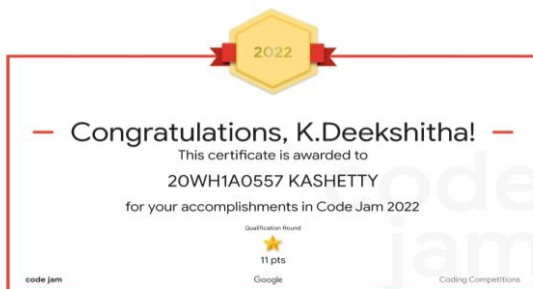 2022
Congratulations, K.Deekshitha!
This certificate is awarded to
20WH1A0557 KASHETTY
for your accomplishments in Code Jam 2022
Qualification Round
11 pts
code jam
code jam Google Coding Competitions